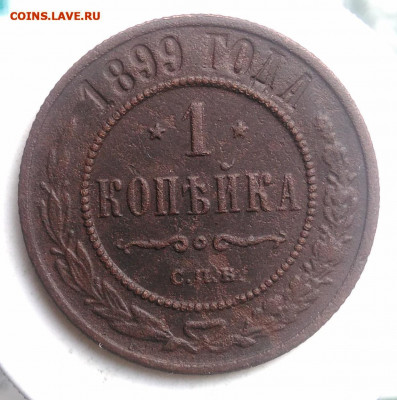 COINS.LAVE.RU
1899 ГОДА
1
КОПѢЙКА
С.П.Б.